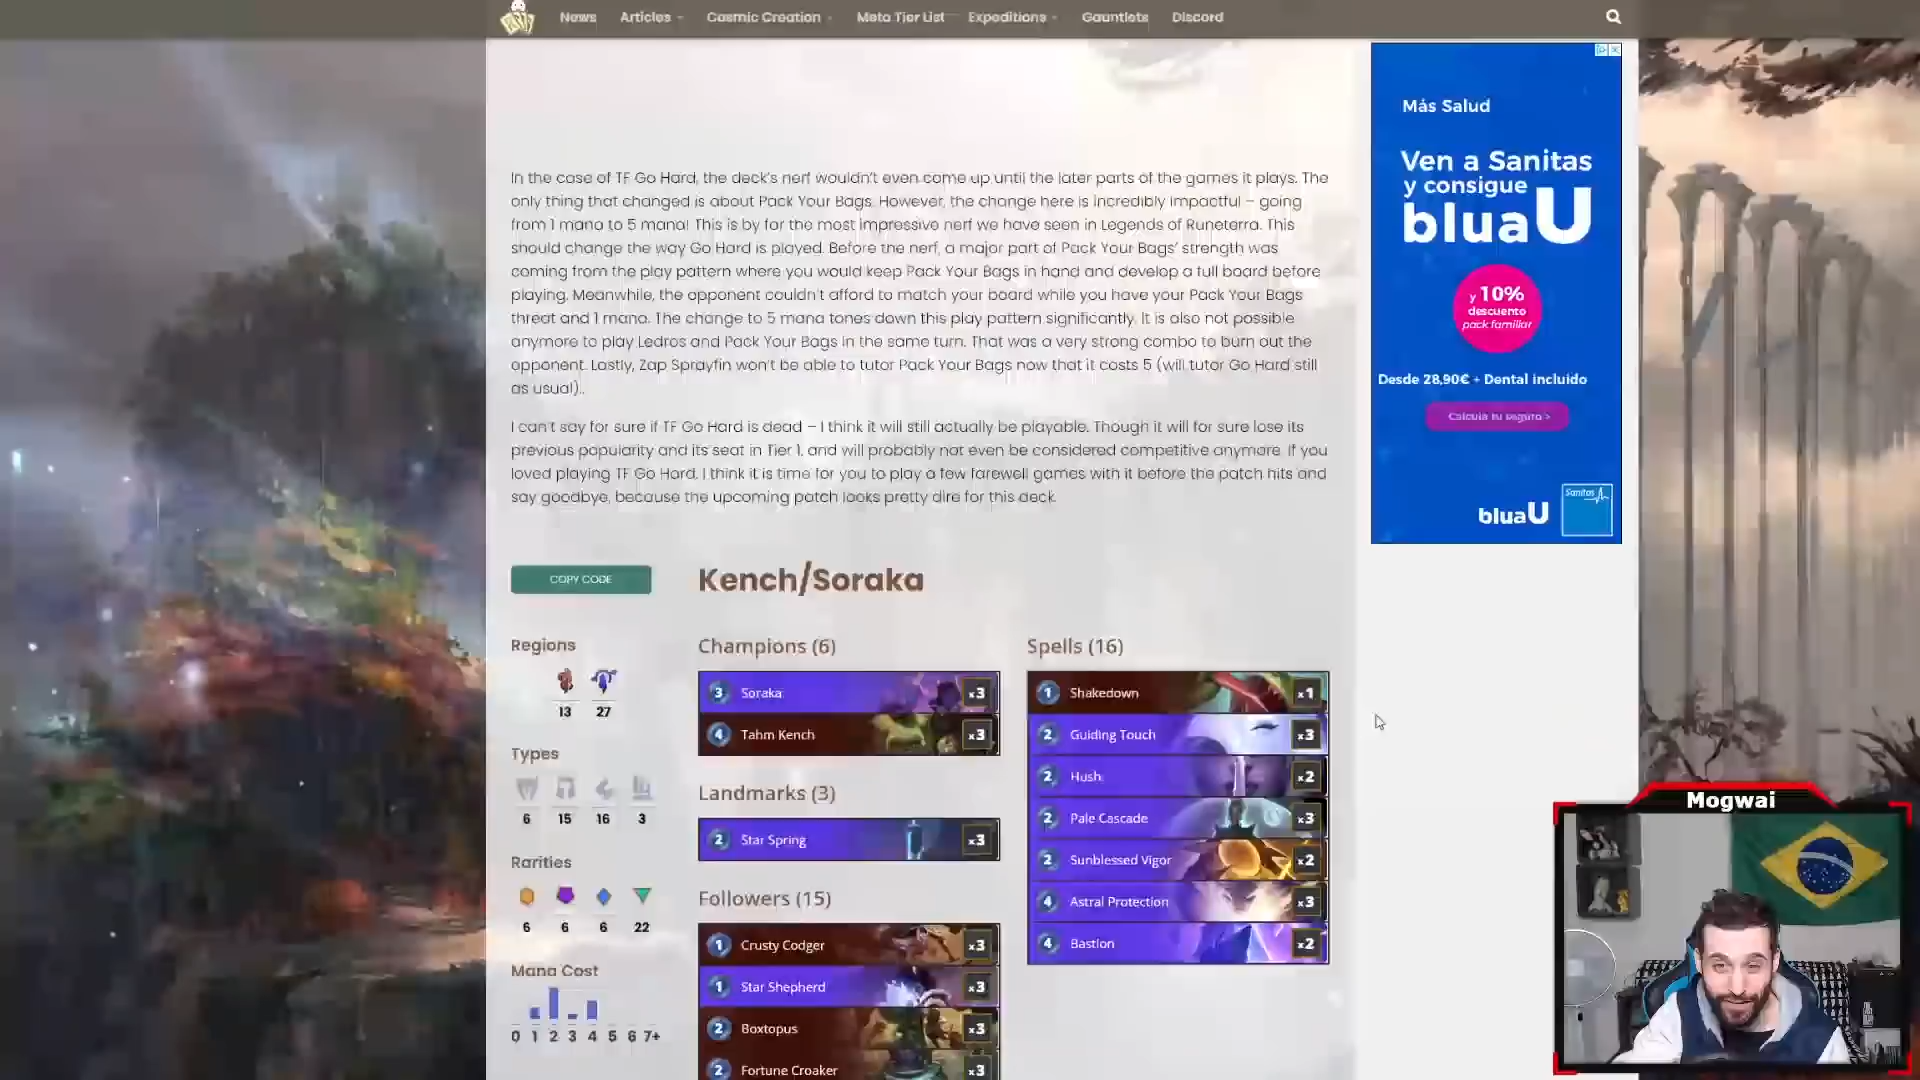 News Articles Cosmic Creation Meta Tier List Expeditions Gauntlets Discord
In the case of TF Go Hard, the deck's nerf wouldn't even come up until the later parts of the games it plays. The
only thing that changed is about Pack Your Bags. However, the change here is incredibly impactful – going
from 1 mana to 5 mana! This is by far the most impressive nerf we have seen in Legends of Runeterra. This
should change the way Go Hard is played. Before the nerf, a major part of Pack Your Bags' strength was
coming from the play pattern where you would keep Pack Your Bags in hand and develop a full board before
playing. Meanwhile, the opponent couldn't afford to match your board while you have your Pack Your Bags
threat and 1 mana. The change to 5 mana tones down this play pattern significantly. It is also not possible
anymore to play Ledros and Pack Your Bags in the same turn. That was a very strong combo to burn out the
opponent. Lastly, Zap Sprayfin won't be able to tutor Pack Your Bags now that it costs 5 (will tutor Go Hard still
as usual)..
I can't say for sure if TF Go Hard is dead – I think it will still actually be playable. Though it will for sure lose its
previous popularity and its seat in Tier 1, and will probably not even be considered competitive anymore. If you
loved playing TF Go Hard, I think it is time for you to play a few farewell games with it before the patch hits and
say goodbye, because the upcoming patch looks pretty dire for this deck.
COPY CODE
Kench/Soraka
Regions
13 27
Types
6 15 16 3
Rarities
6 6 6 22
Mana Cost
0 1 2 3 4 5 6 7+
Champions (6)
3 Soraka x3
4 Tahm Kench x3
Landmarks (3)
2 Star Spring x3
Followers (15)
1 Crusty Codger x3
1 Star Shepherd x3
2 Boxtopus x3
2 Fortune Croaker x3
Spells (16)
1 Shakedown x1
2 Guiding Touch x3
2 Hush x2
2 Pale Cascade x3
2 Sunblessed Vigor x2
4 Astral Protection x3
4 Bastion x2
Más Salud
Ven a Sanitas
y consigue
bluaU
y 10%
descuento
pack familiar
Desde 28,90€ + Dental incluido
Calcula tu seguro >
bluaU
Sanitas
Mogwai